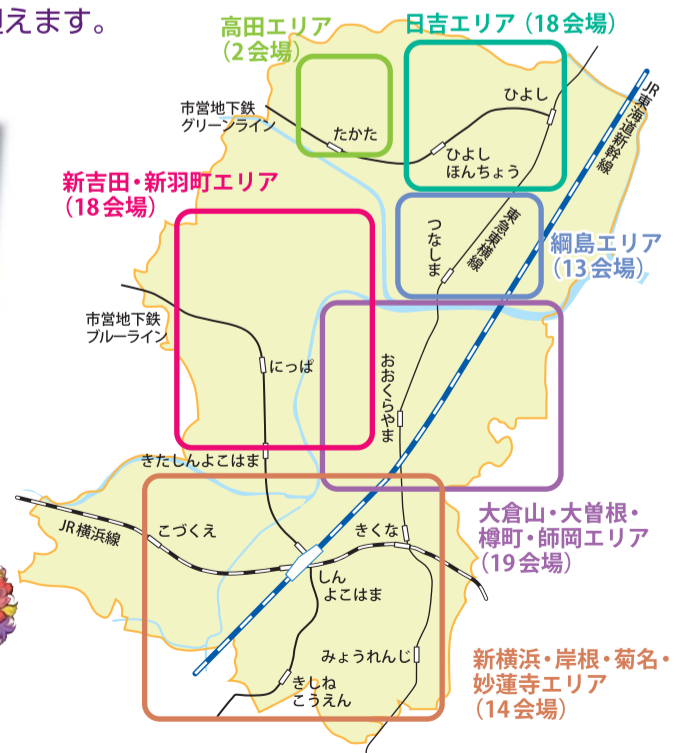 迎えます。
高田エリア
（2会場）
日吉エリア（18会場）
市営地下鉄
グリーンライン
たかた
ひよし
ひよし
ほんちょう
JR東海道新幹線
新吉田・新羽町エリア
（18会場）
つなしま
東急東横線
綱島エリア
（13会場）
市営地下鉄
ブルーライン
にっぱ
おおくらやま
きたしんよこはま
大倉山・大曽根・
樽町・師岡エリア
（19会場）
JR横浜線
こづくえ
きくな
しん
よこはま
みょうれんじ
きしね
こうえん
新横浜・岸根・菊名・
妙蓮寺エリア
（14会場）